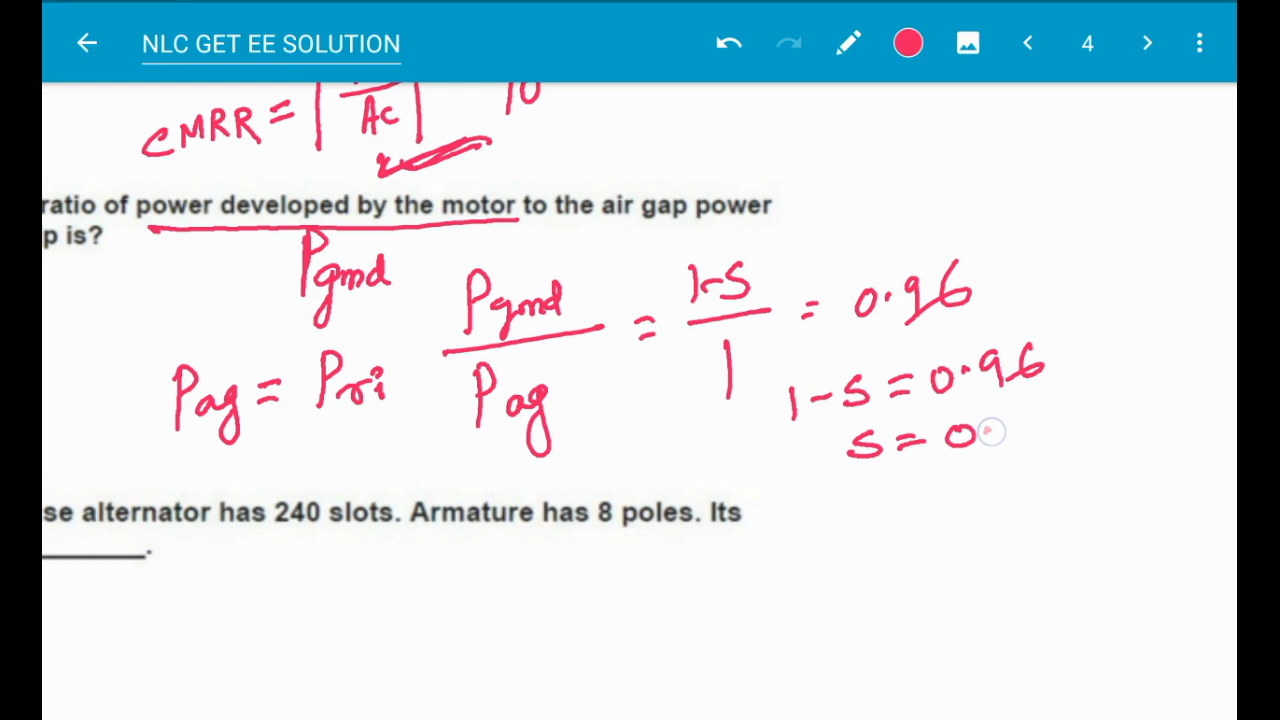 NLC GET EE SOLUTION
4
CMRR = | Ac | 10
ratio of power developed by the motor to the air gap power
p is?
Pgmd
Pgmd / Pag = 1-S / 1 = 0.96
Pag = Pri
1-S = 0.96
S = 0.
se alternator has 240 slots. Armature has 8 poles. Its
________.